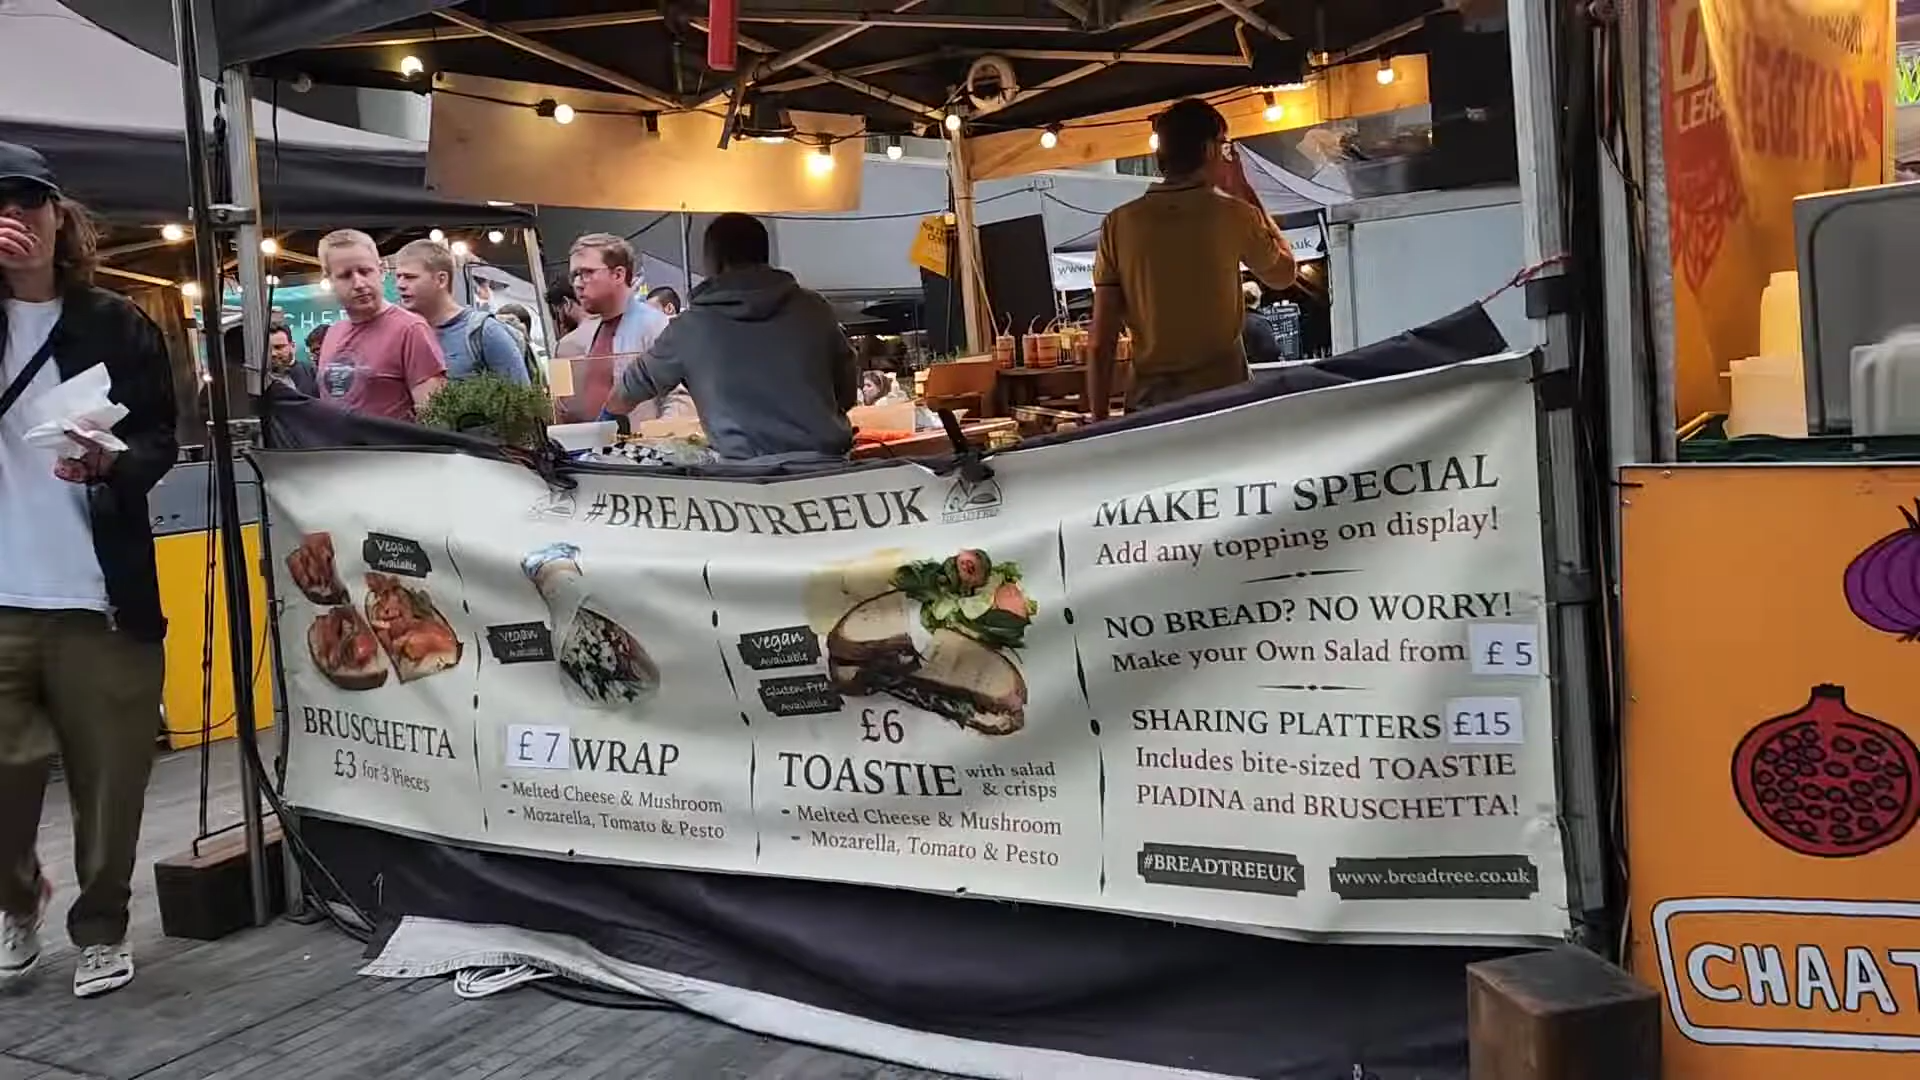 #BREADTREEUK
Vegan
Available
BRUSCHETTA
£3 for 3 Pieces
Vegan
Available
£7 WRAP
- Melted Cheese & Mushroom
- Mozarella, Tomato & Pesto
Vegan
Available
Gluten-Free
Available
£6
TOASTIE with salad
& crisps
- Melted Cheese & Mushroom
- Mozarella, Tomato & Pesto
MAKE IT SPECIAL
Add any topping on display!
NO BREAD? NO WORRY!
Make your Own Salad from £5
SHARING PLATTERS £15
Includes bite-sized TOASTIE
PIADINA and BRUSCHETTA!
#BREADTREEUK
www.breadtree.co.uk
CHAAT